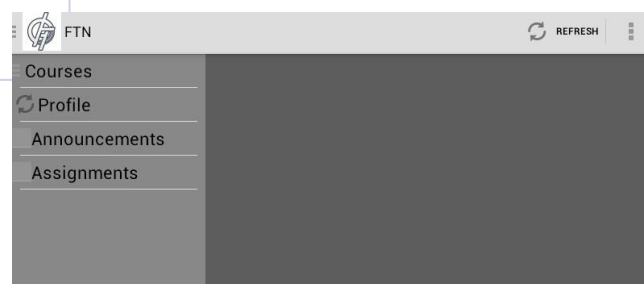 FTN
REFRESH
Courses
Profile
Announcements
Assignments